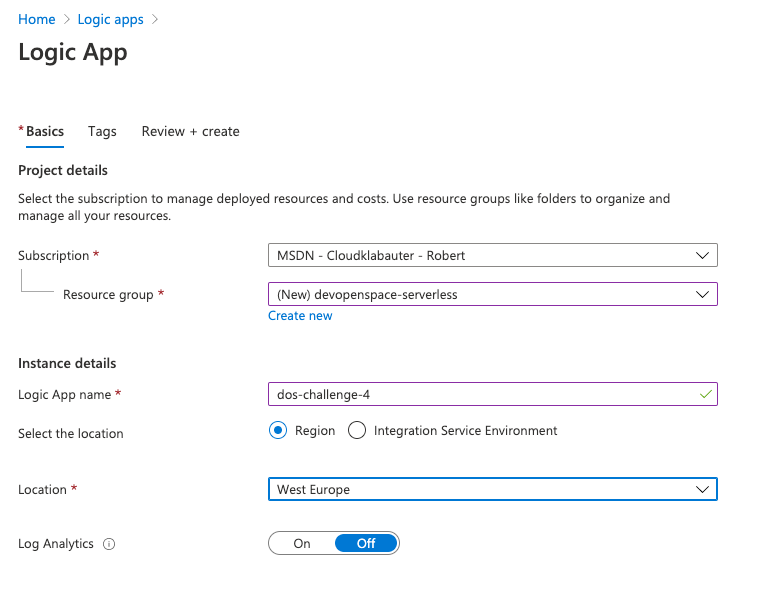 Home > Logic apps >
Logic App
* Basics Tags Review + create
Project details
Select the subscription to manage deployed resources and costs. Use resource groups like folders to organize and
manage all your resources.
Subscription * MSDN - Cloudklabauter - Robert
Resource group * (New) devopenspace-serverless
Create new
Instance details
Logic App name * dos-challenge-4
Select the location Region Integration Service Environment
Location * West Europe
Log Analytics On Off